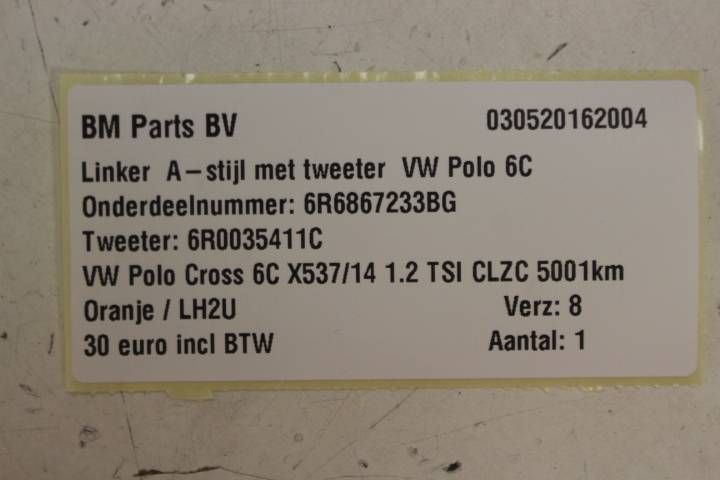 BM Parts BV 030520162004
Linker A-stijl met tweeter VW Polo 6C
Onderdeelnummer: 6R6867233BG
Tweeter: 6R0035411C
VW Polo Cross 6C X537/14 1.2 TSI CLZC 5001km
Oranje / LH2U Verz: 8
30 euro incl BTW Aantal: 1